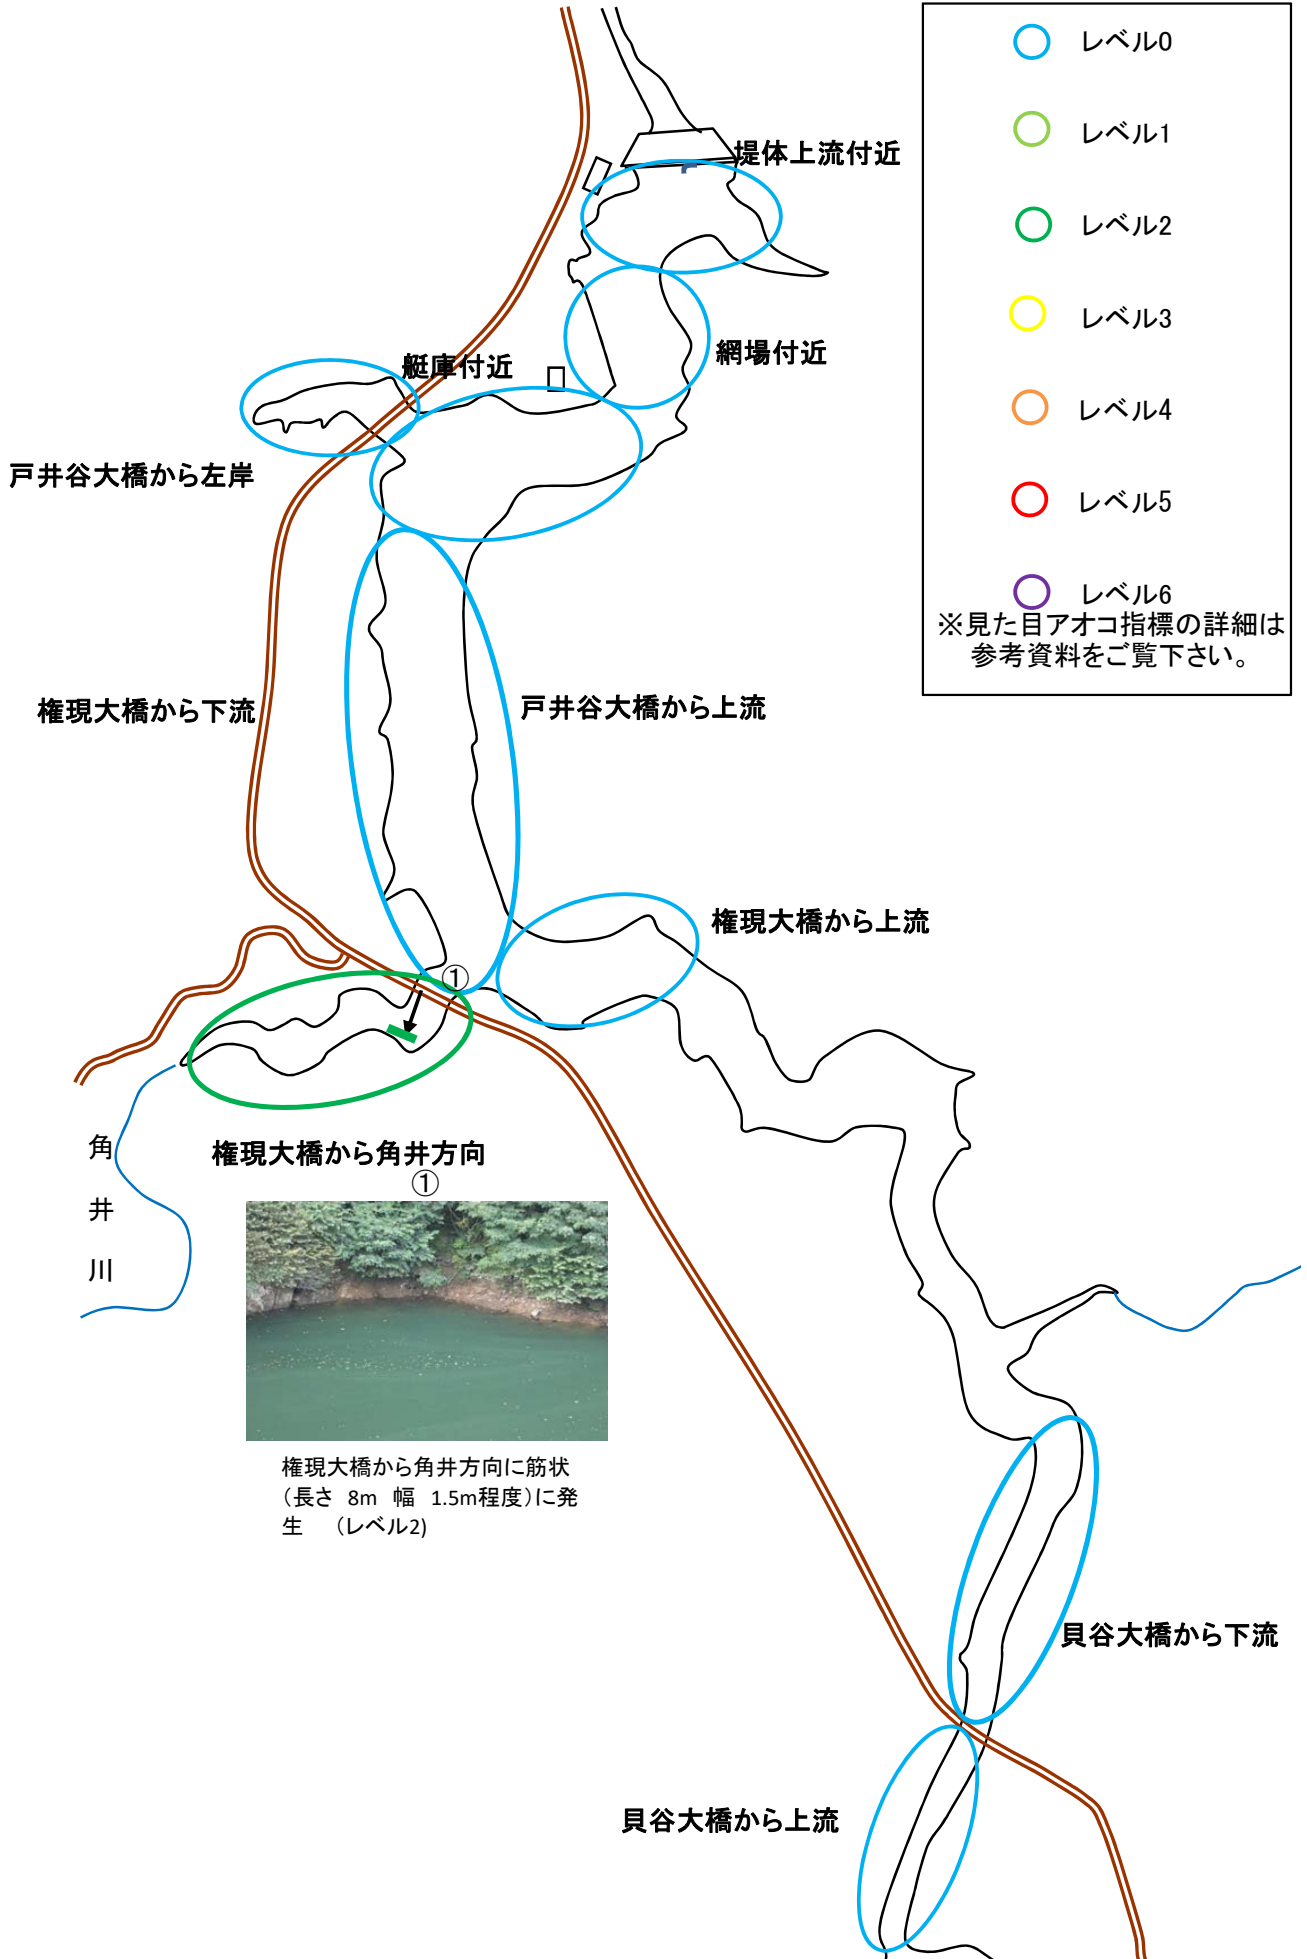 レベル0
レベル1
レベル2
レベル3
レベル4
レベル5
レベル6
※見た目アオコ指標の詳細は
参考資料をご覧下さい。
堤体上流付近
網場付近
艇庫付近
戸井谷大橋から左岸
権現大橋から下流
戸井谷大橋から上流
権現大橋から上流
①
角
井
川
権現大橋から角井方向
①
権現大橋から角井方向に筋状
（長さ 8m 幅 1.5m程度）に発
生 （レベル2)
貝谷大橋から下流
貝谷大橋から上流